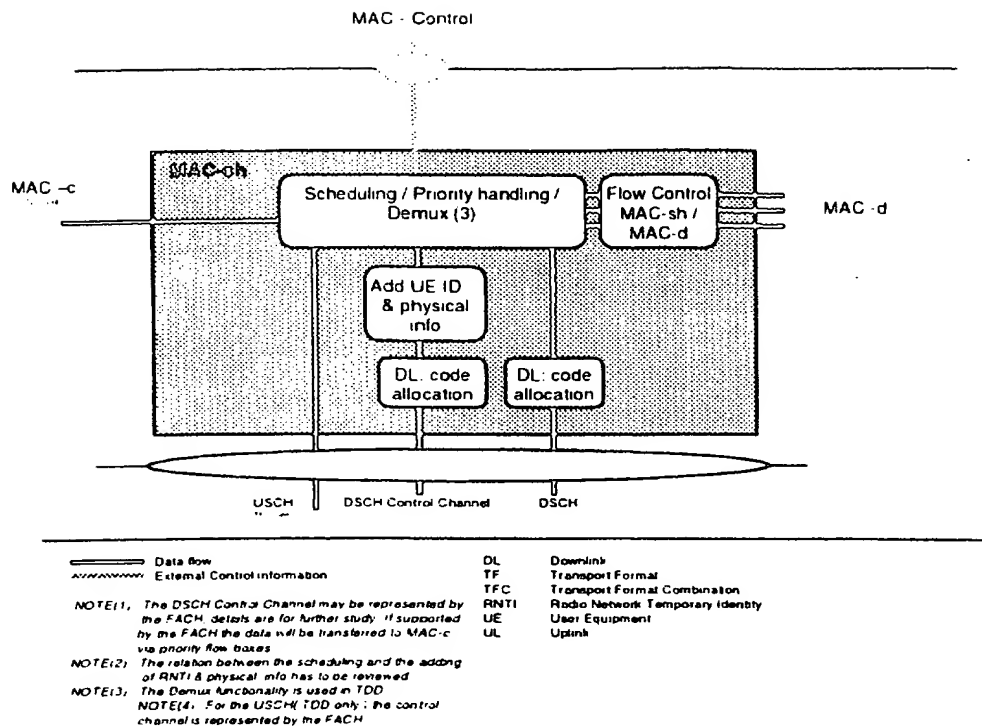 MAC - Control
MAC-sh
MAC -c
Scheduling / Priority handling /
Demux (3)
Flow Control
MAC-sh /
MAC-d
MAC -d
Add UE ID
& physical
info
DL: code
allocation
DL: code
allocation
USCH
DSCH Control Channel
DSCH
Data flow
External Control information
NOTE(1) The DSCH Control Channel may be represented by
the FACH, details are for further study. If supported
by the FACH the data will be transferred to MAC-c
via priority flow boxes
NOTE(2) The relation between the scheduling and the adding
of RNTI & physical info has to be reviewed
NOTE(3) The Demux functionality is used in TDD
NOTE(4) For the USCH( TDD only ) the control
channel is represented by the FACH
DL Downlink
TF Transport Format
TFC Transport Format Combination
RNTI Radio Network Temporary Identity
UE User Equipment
UL Uplink